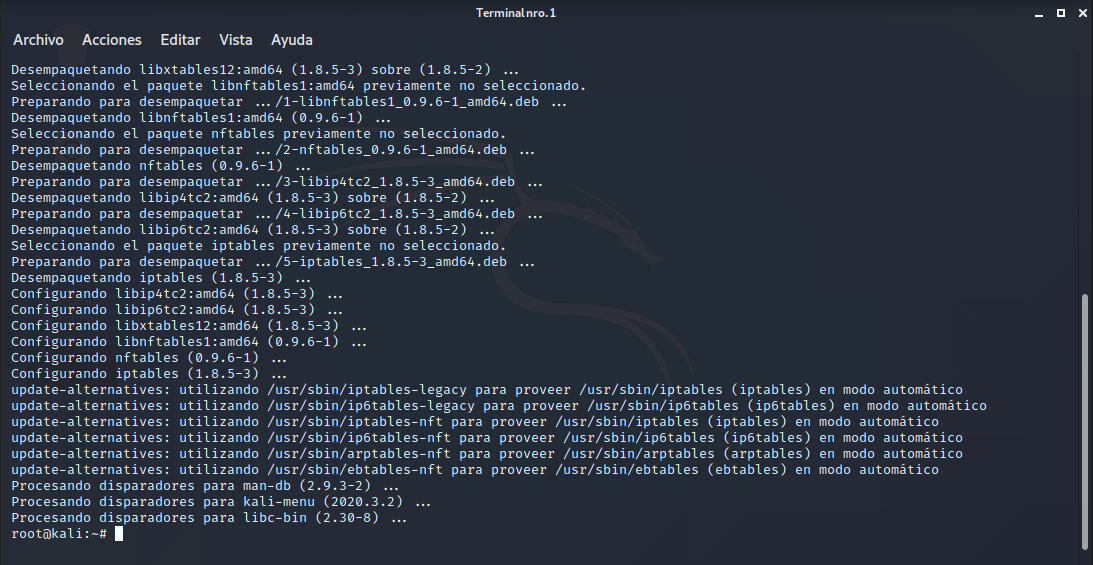 Terminal nro. 1
Archivo Acciones Editar Vista Ayuda
Desempaquetando libxtables12:amd64 (1.8.5-3) sobre (1.8.5-2) ...
Seleccionando el paquete libnftables1:amd64 previamente no seleccionado.
Preparando para desempaquetar .../1-libnftables1_0.9.6-1_amd64.deb ...
Desempaquetando libnftables1:amd64 (0.9.6-1) ...
Seleccionando el paquete nftables previamente no seleccionado.
Preparando para desempaquetar .../2-nftables_0.9.6-1_amd64.deb ...
Desempaquetando nftables (0.9.6-1) ...
Preparando para desempaquetar .../3-libip4tc2_1.8.5-3_amd64.deb ...
Desempaquetando libip4tc2:amd64 (1.8.5-3) sobre (1.8.5-2) ...
Preparando para desempaquetar .../4-libip6tc2_1.8.5-3_amd64.deb ...
Desempaquetando libip6tc2:amd64 (1.8.5-3) sobre (1.8.5-2) ...
Seleccionando el paquete iptables previamente no seleccionado.
Preparando para desempaquetar .../5-iptables_1.8.5-3_amd64.deb ...
Desempaquetando iptables (1.8.5-3) ...
Configurando libip4tc2:amd64 (1.8.5-3) ...
Configurando libip6tc2:amd64 (1.8.5-3) ...
Configurando libxtables12:amd64 (1.8.5-3) ...
Configurando libnftables1:amd64 (0.9.6-1) ...
Configurando nftables (0.9.6-1) ...
Configurando iptables (1.8.5-3) ...
update-alternatives: utilizando /usr/sbin/iptables-legacy para proveer /usr/sbin/iptables (iptables) en modo automático
update-alternatives: utilizando /usr/sbin/ip6tables-legacy para proveer /usr/sbin/ip6tables (ip6tables) en modo automático
update-alternatives: utilizando /usr/sbin/iptables-nft para proveer /usr/sbin/iptables (iptables) en modo automático
update-alternatives: utilizando /usr/sbin/ip6tables-nft para proveer /usr/sbin/ip6tables (ip6tables) en modo automático
update-alternatives: utilizando /usr/sbin/arptables-nft para proveer /usr/sbin/arptables (arptables) en modo automático
update-alternatives: utilizando /usr/sbin/ebtables-nft para proveer /usr/sbin/ebtables (ebtables) en modo automático
Procesando disparadores para man-db (2.9.3-2) ...
Procesando disparadores para kali-menu (2020.3.2) ...
Procesando disparadores para libc-bin (2.30-8) ...
root@kali:~#